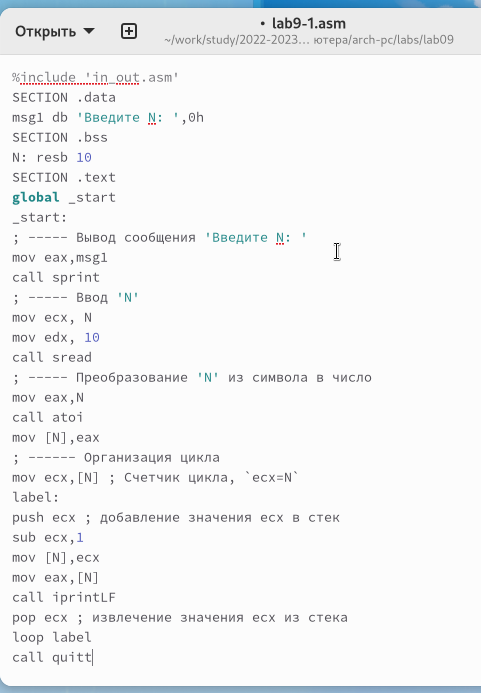 Открыть
• lab9-1.asm
~/work/study/2022-2023… ютера/arch-pc/labs/lab09
%include 'in_out.asm'
SECTION .data
msg1 db 'Введите N: ',0h
SECTION .bss
N: resb 10
SECTION .text
global _start
_start:
; ----- Вывод сообщения 'Введите N: '
mov eax,msg1
call sprint
; ----- Ввод 'N'
mov ecx, N
mov edx, 10
call sread
; ----- Преобразование 'N' из символа в число
mov eax,N
call atoi
mov [N],eax
; ------ Организация цикла
mov ecx,[N] ; Счетчик цикла, `ecx=N`
label:
push ecx ; добавление значения ecx в стек
sub ecx,1
mov [N],ecx
mov eax,[N]
call iprintLF
pop ecx ; извлечение значения ecx из стека
loop label
call quitt